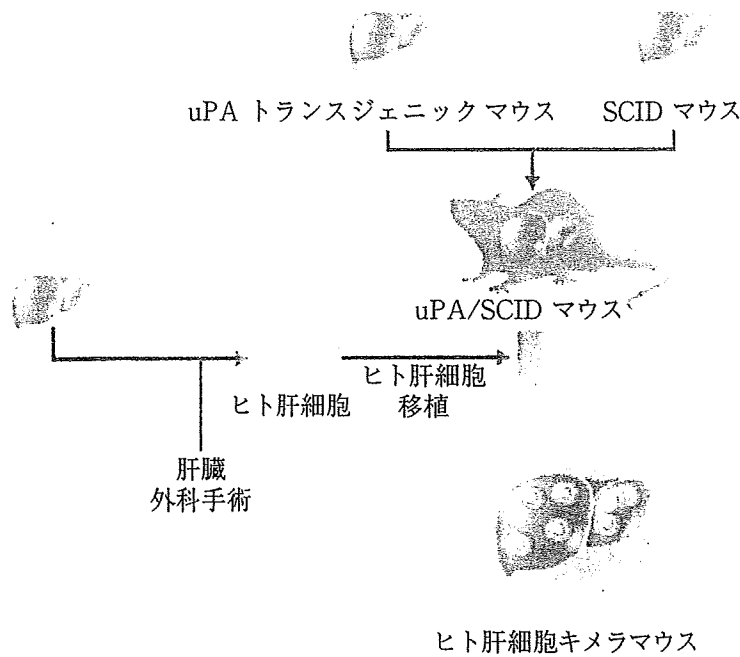 uPA トランスジェニックマウス
SCID マウス
uPA/SCID マウス
ヒト肝細胞
ヒト肝細胞
移植
肝臓
外科手術
ヒト肝細胞キメラマウス